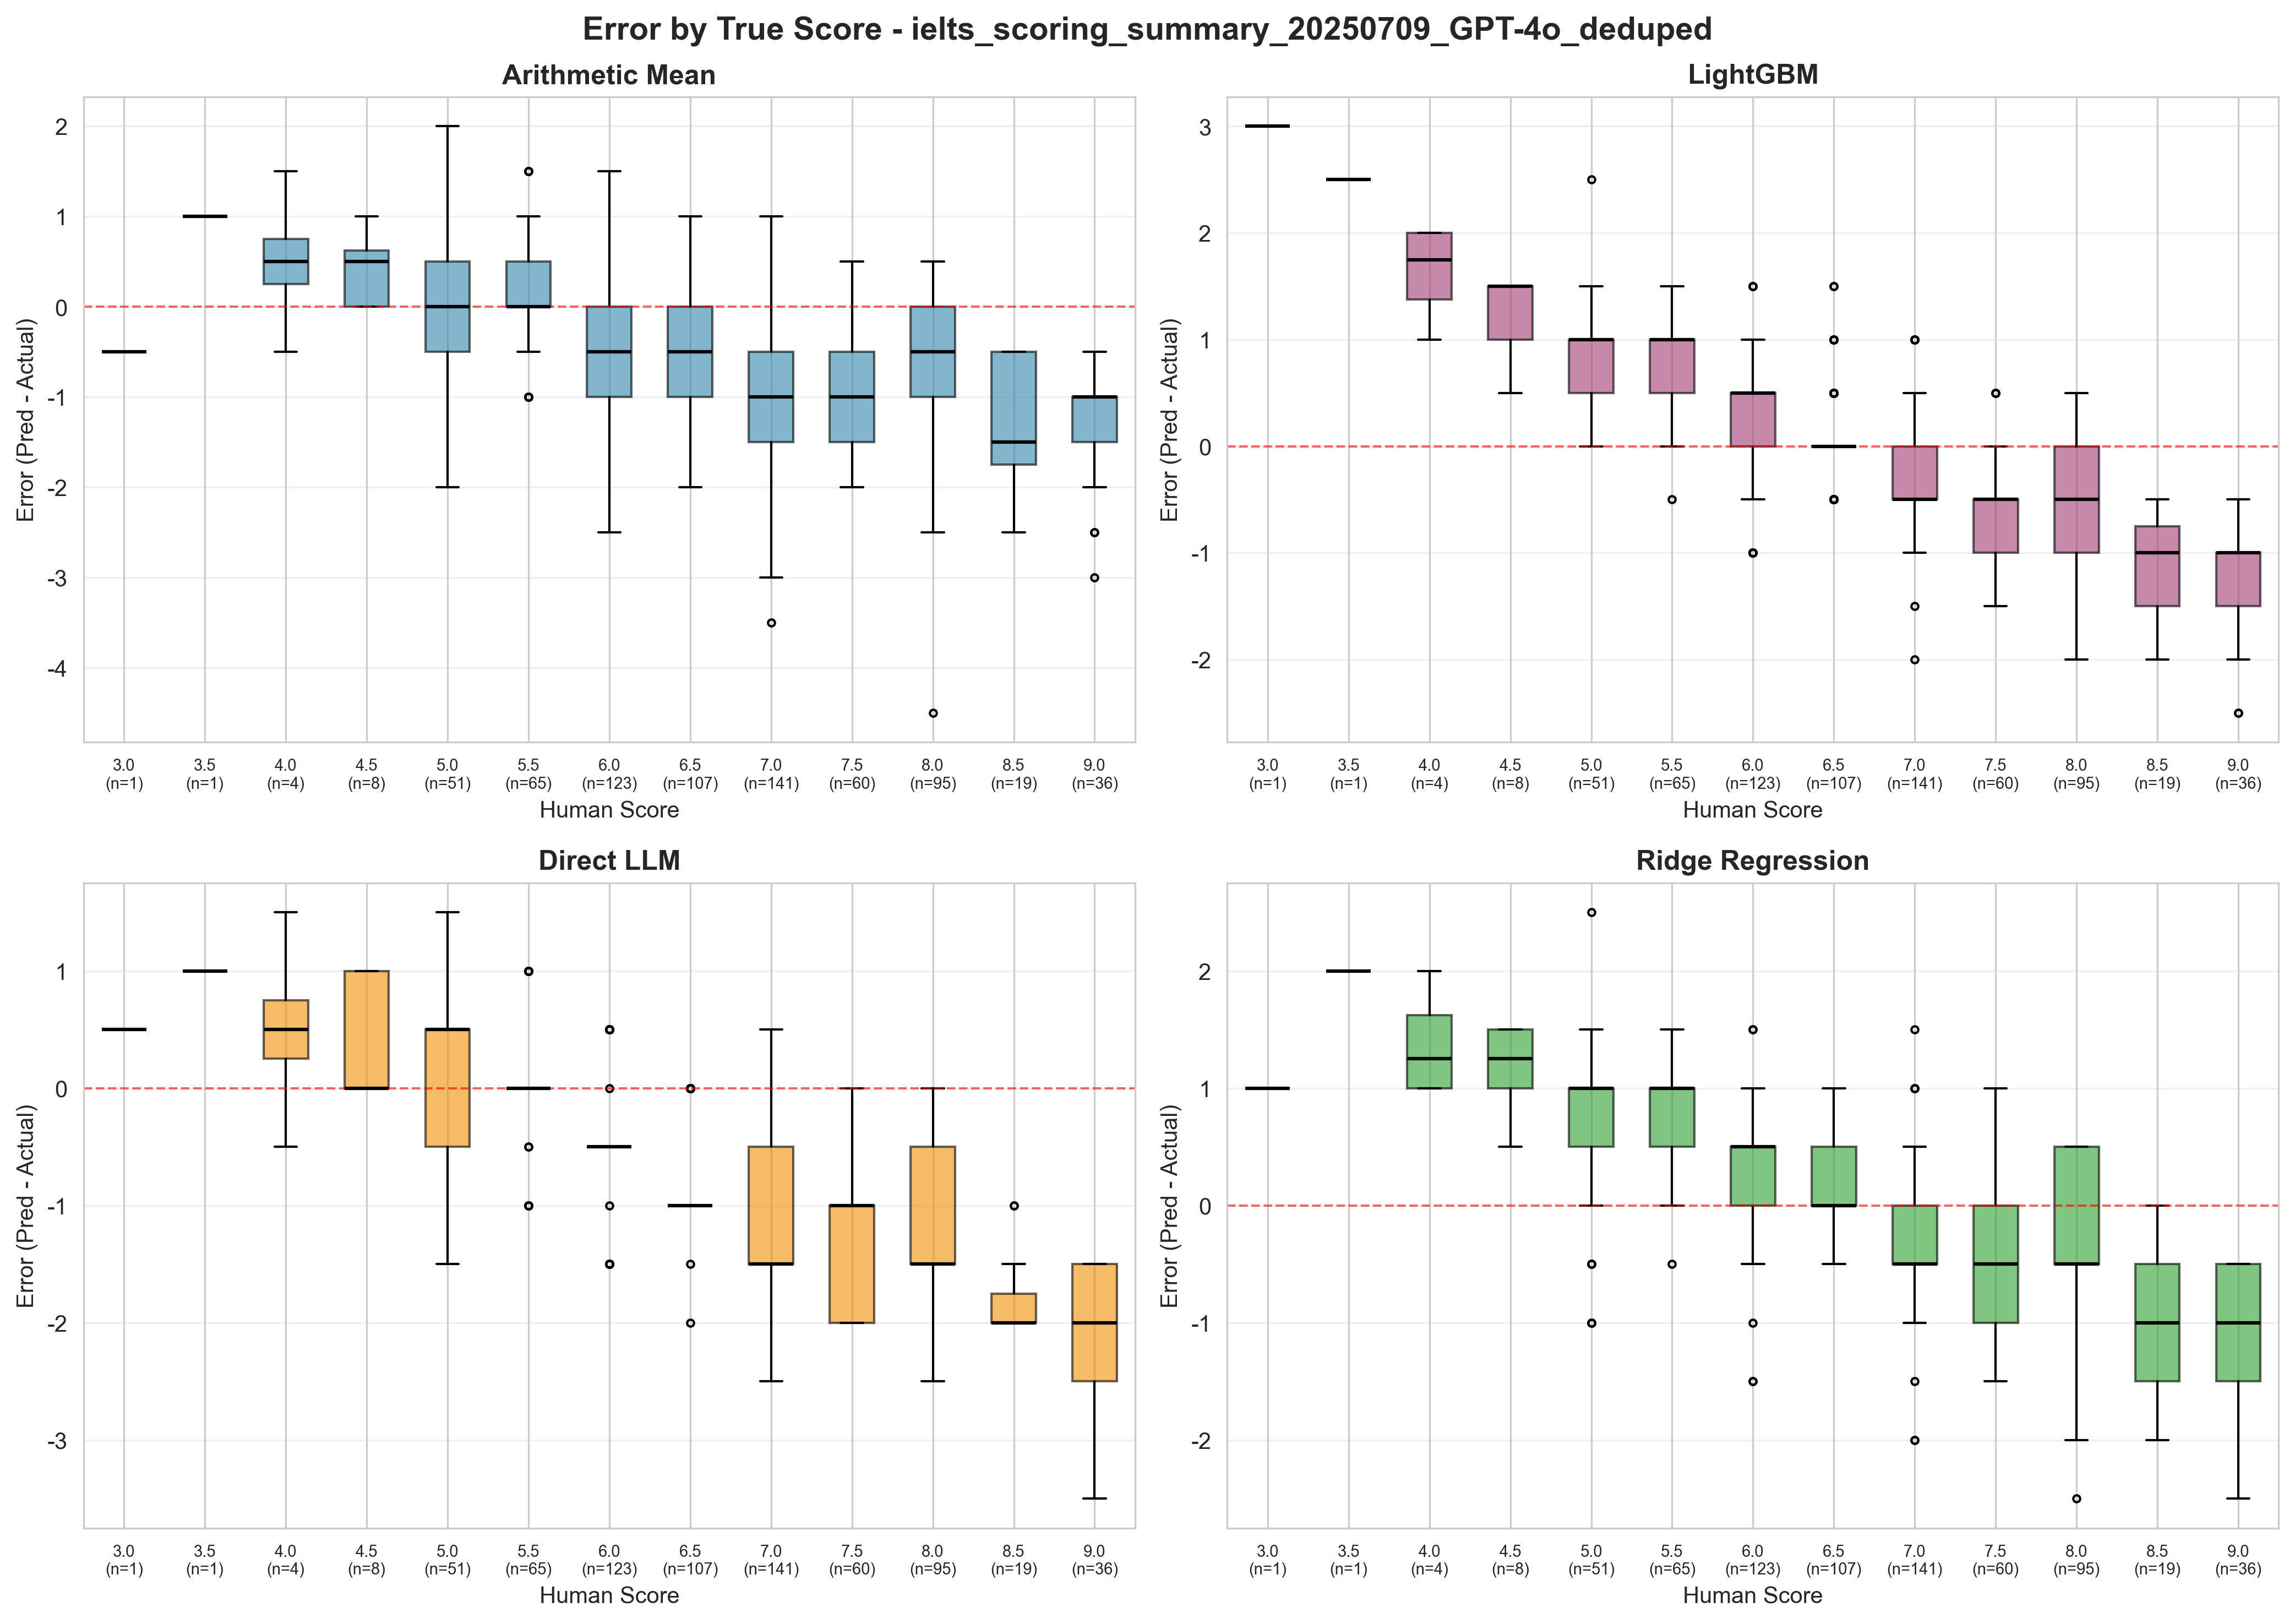 Error by True Score - ielts_scoring_summary_20250709_GPT-4o_deduped
Arithmetic Mean
Error (Pred - Actual)
2
1
0
-1
-2
-3
-4
3.0 3.5 4.0 4.5 5.0 5.5 6.0 6.5 7.0 7.5 8.0 8.5 9.0
(n=1) (n=1) (n=4) (n=8) (n=51) (n=65) (n=123) (n=107) (n=141) (n=60) (n=95) (n=19) (n=36)
Human Score
LightGBM
Error (Pred - Actual)
3
2
1
0
-1
-2
3.0 3.5 4.0 4.5 5.0 5.5 6.0 6.5 7.0 7.5 8.0 8.5 9.0
(n=1) (n=1) (n=4) (n=8) (n=51) (n=65) (n=123) (n=107) (n=141) (n=60) (n=95) (n=19) (n=36)
Human Score
Direct LLM
Error (Pred - Actual)
1
0
-1
-2
-3
3.0 3.5 4.0 4.5 5.0 5.5 6.0 6.5 7.0 7.5 8.0 8.5 9.0
(n=1) (n=1) (n=4) (n=8) (n=51) (n=65) (n=123) (n=107) (n=141) (n=60) (n=95) (n=19) (n=36)
Human Score
Ridge Regression
Error (Pred - Actual)
2
1
0
-1
-2
3.0 3.5 4.0 4.5 5.0 5.5 6.0 6.5 7.0 7.5 8.0 8.5 9.0
(n=1) (n=1) (n=4) (n=8) (n=51) (n=65) (n=123) (n=107) (n=141) (n=60) (n=95) (n=19) (n=36)
Human Score